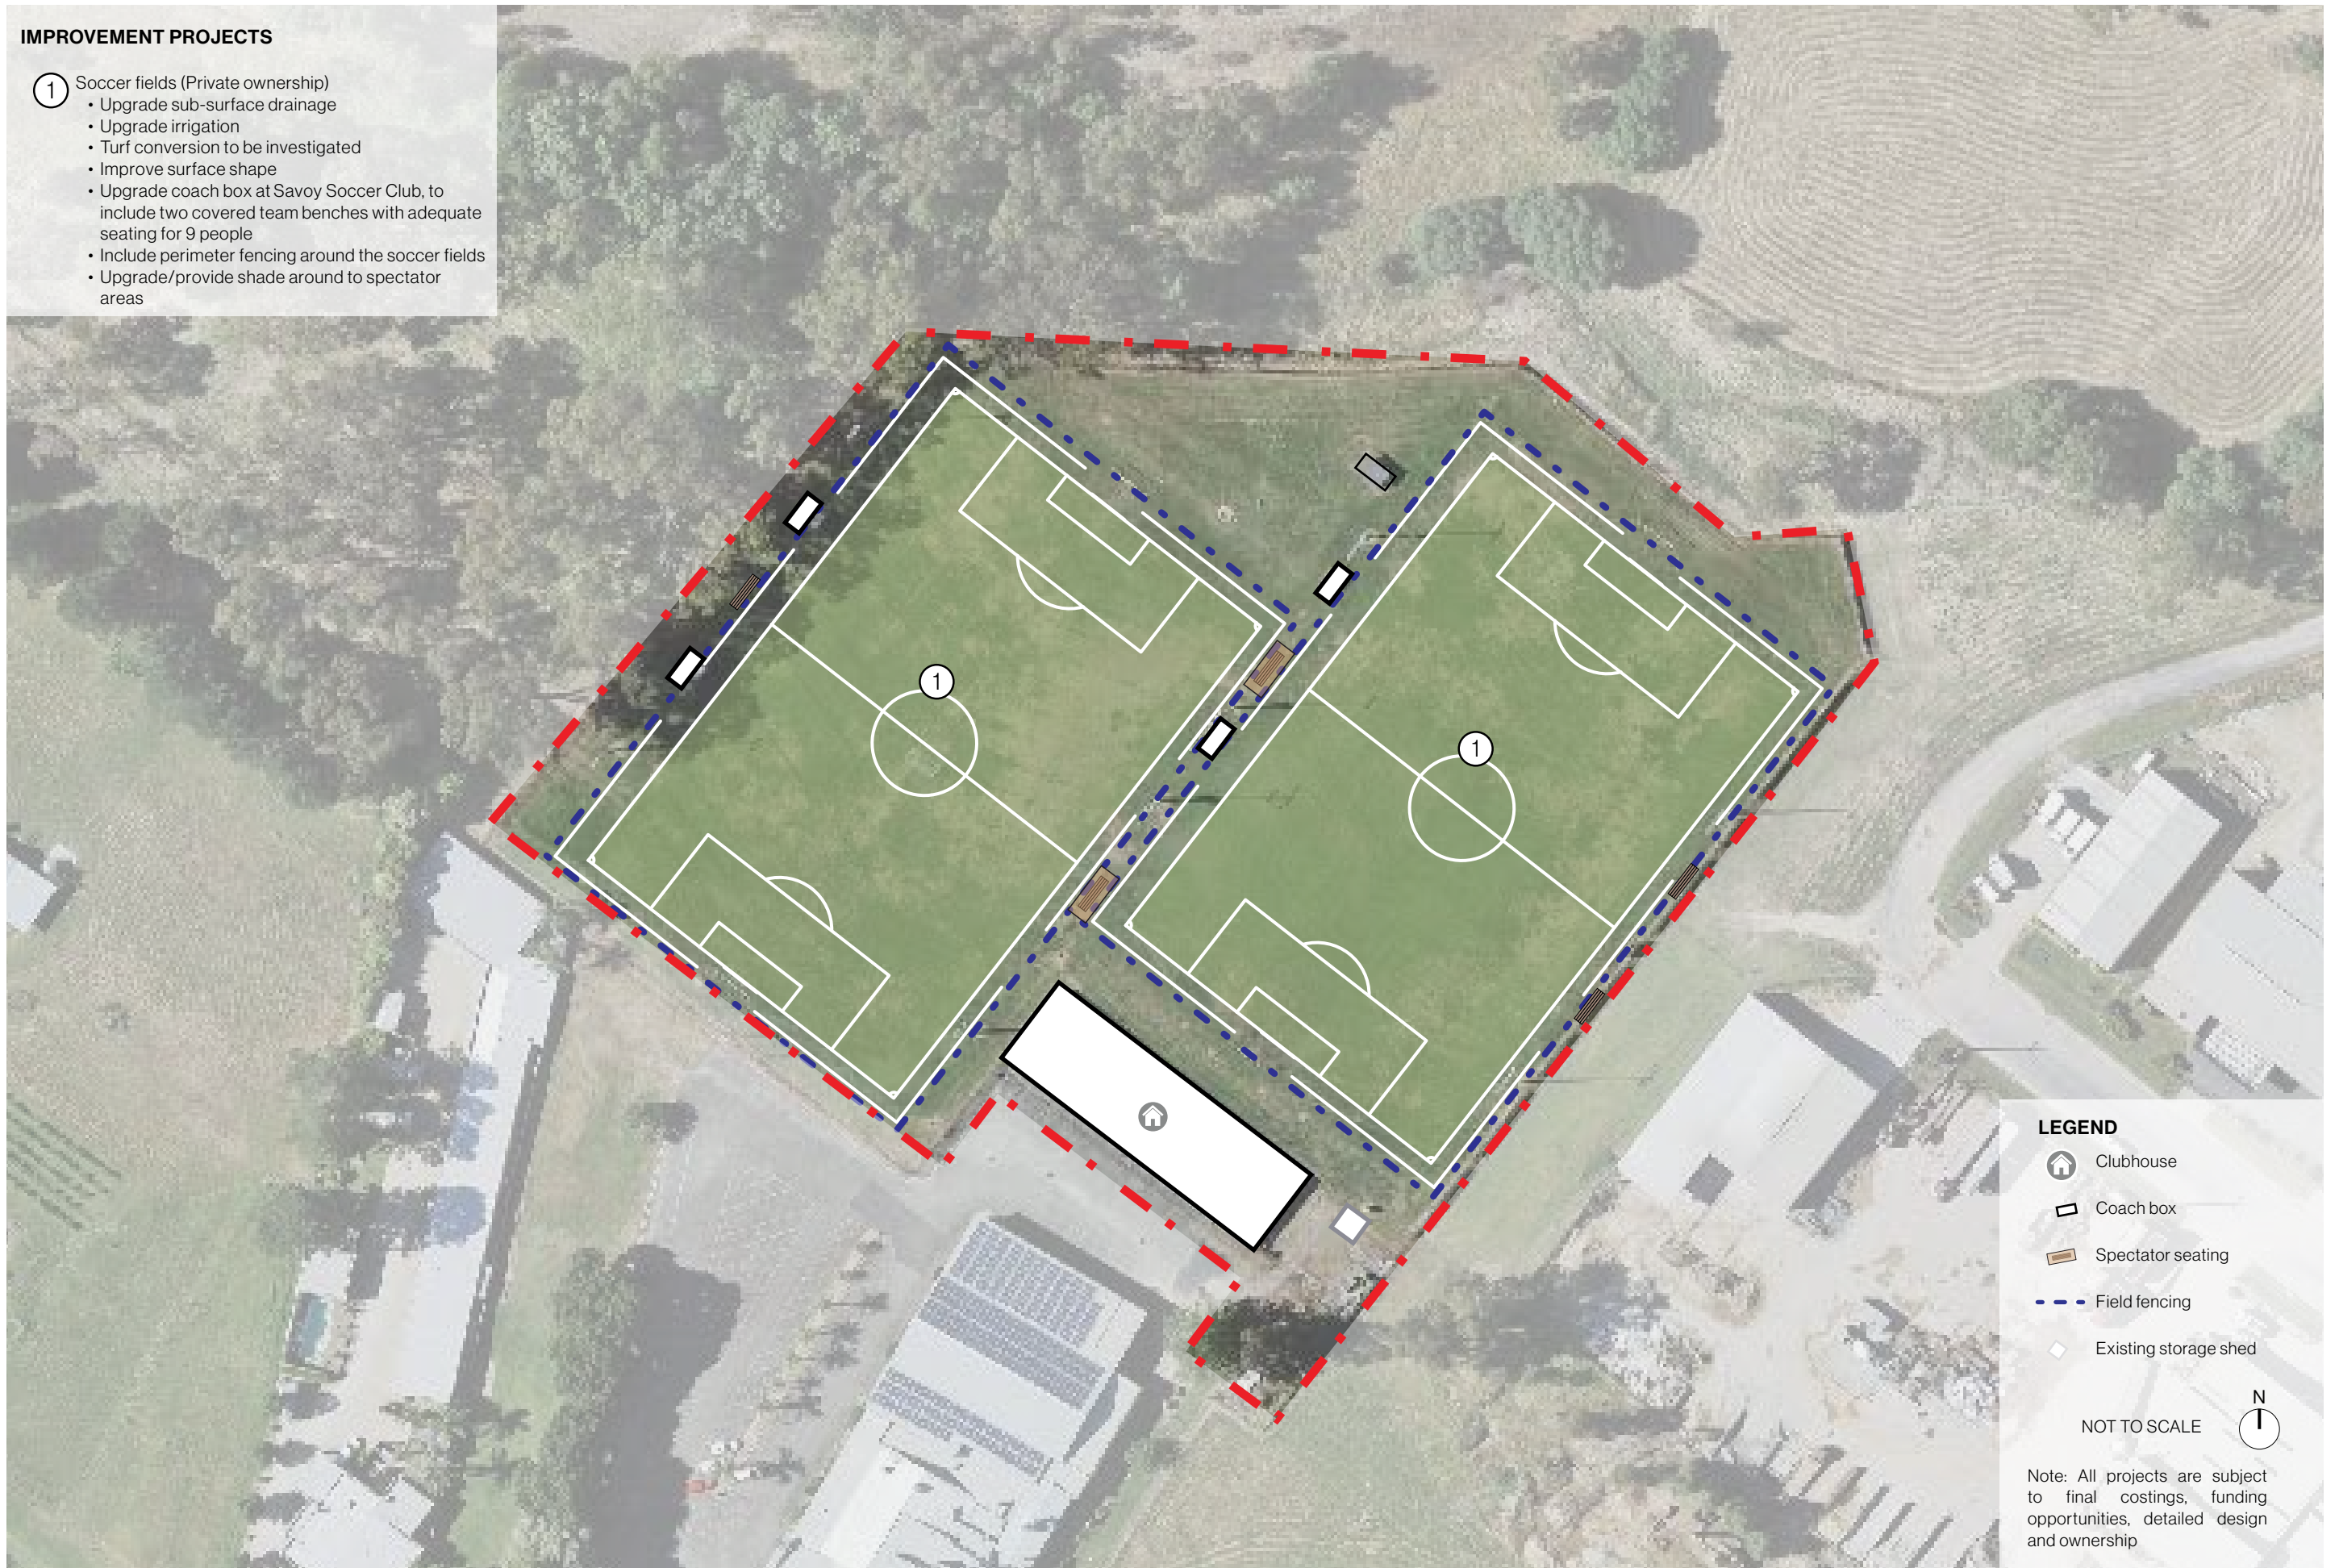 IMPROVEMENT PROJECTS
1 Soccer fields (Private ownership)
• Upgrade sub-surface drainage
• Upgrade irrigation
• Turf conversion to be investigated
• Improve surface shape
• Upgrade coach box at Savoy Soccer Club, to
include two covered team benches with adequate
seating for 9 people
• Include perimeter fencing around the soccer fields
• Upgrade/provide shade around to spectator
areas
1
1
LEGEND
Clubhouse
Coach box
Spectator seating
Field fencing
Existing storage shed
N
NOT TO SCALE
Note: All projects are subject
to final costings, funding
opportunities, detailed design
and ownership